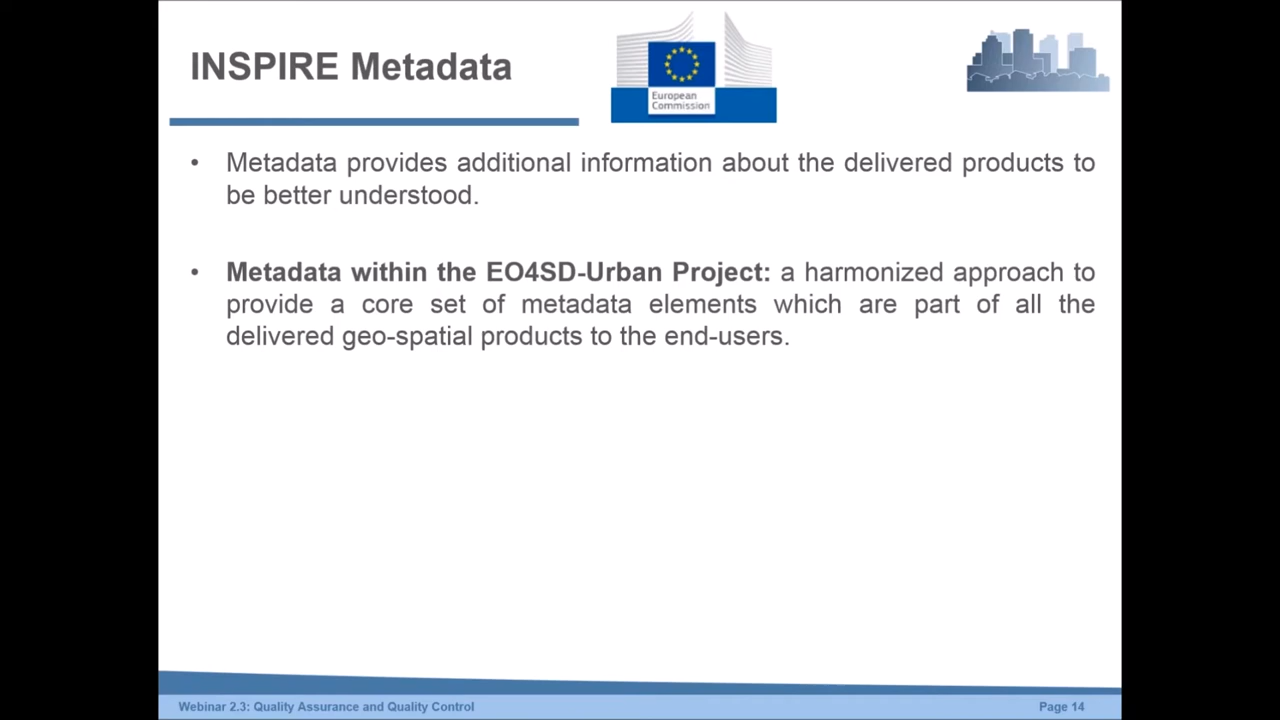 INSPIRE Metadata
European
Commission
• Metadata provides additional information about the delivered products to
be better understood.
• Metadata within the EO4SD-Urban Project: a harmonized approach to
provide a core set of metadata elements which are part of all the
delivered geo-spatial products to the end-users.
Webinar 2.3: Quality Assurance and Quality Control
Page 14